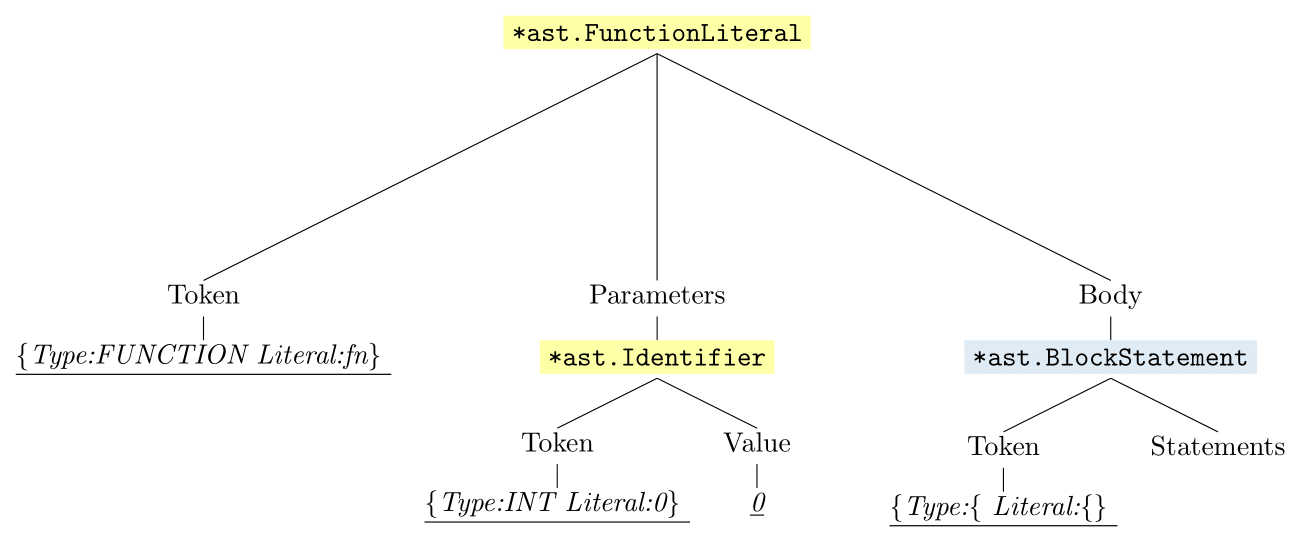 *ast.FunctionLiteral
Token Parameters Body
{Type:FUNCTION Literal:fn} *ast.Identifier *ast.BlockStatement
Token Value Token Statements
{Type:INT Literal:0} 0 {Type:{ Literal:{}